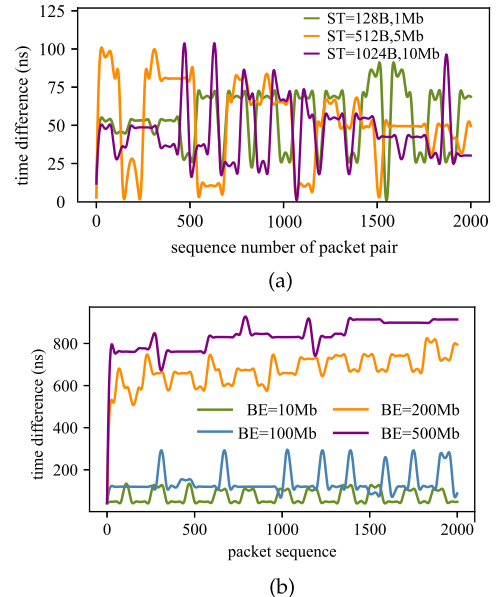 125
100
75
50
25
0
time difference (ns)
ST=128B,1Mb
ST=512B,5Mb
ST=1024B,10Mb
0 500 1000 1500 2000
sequence number of packet pair
(a)
800
600
400
200
time difference (ns)
BE=10Mb BE=200Mb
BE=100Mb BE=500Mb
0 500 1000 1500 2000
packet sequence
(b)